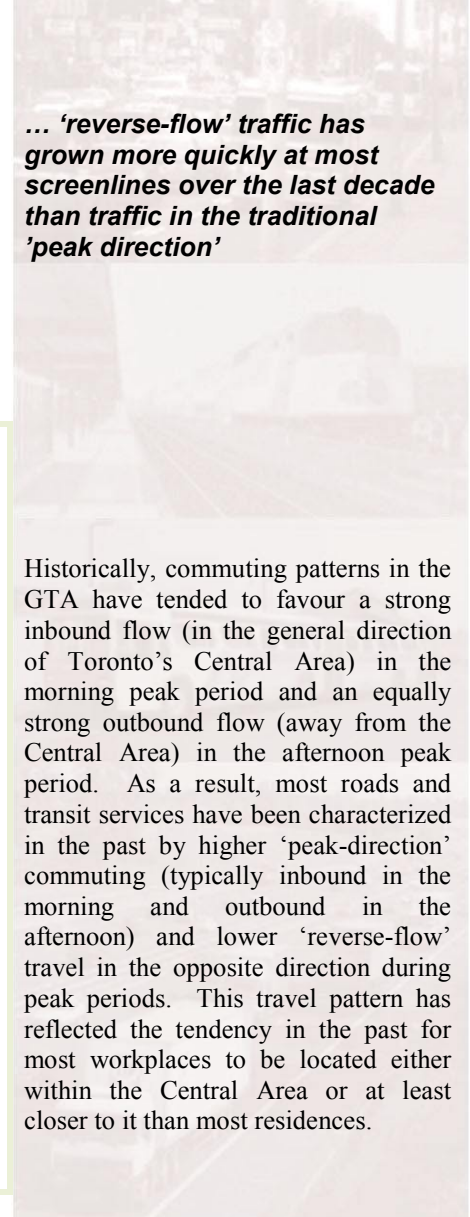 … ‘reverse-flow’ traffic has
grown more quickly at most
screenlines over the last decade
than traffic in the traditional
’peak direction’
Historically, commuting patterns in the
GTA have tended to favour a strong
inbound flow (in the general direction
of Toronto’s Central Area) in the
morning peak period and an equally
strong outbound flow (away from the
Central Area) in the afternoon peak
period. As a result, most roads and
transit services have been characterized
in the past by higher ‘peak-direction’
commuting (typically inbound in the
morning and outbound in the
afternoon) and lower ‘reverse-flow’
travel in the opposite direction during
peak periods. This travel pattern has
reflected the tendency in the past for
most workplaces to be located either
within the Central Area or at least
closer to it than most residences.